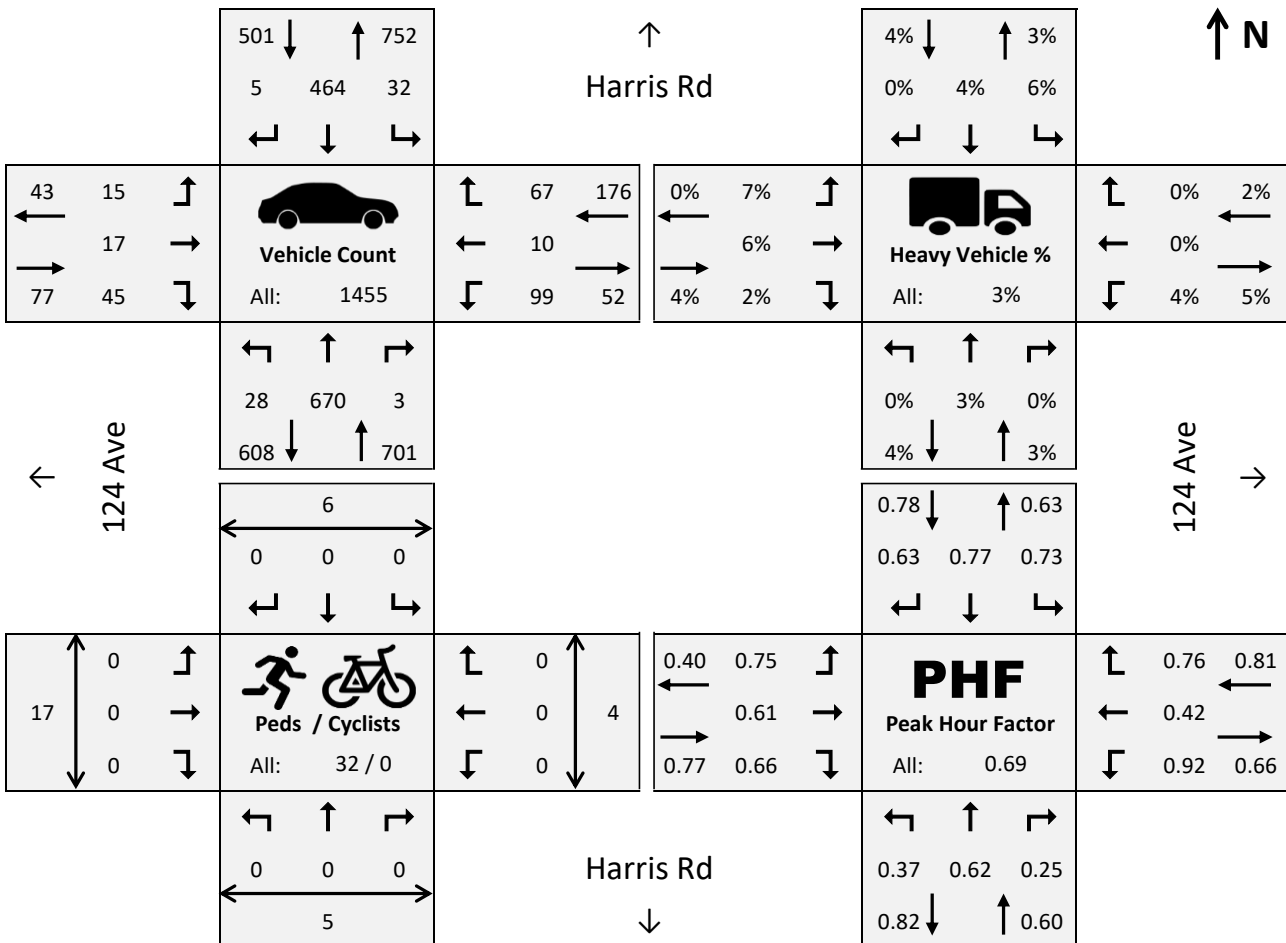 501 752 4% 3% N
5 464 32 Harris Rd 0% 4% 6%
43 15 67 176 0% 7% 0% 2%
17 Vehicle Count 10 6% Heavy Vehicle % 0%
77 45 All: 1455 99 52 4% 2% All: 3% 4% 5%
28 670 3 0% 3% 0%
608 701 4% 3%
124 Ave 124 Ave
6 0.78 0.63
0 0 0 0.63 0.77 0.73
0 0 0.40 0.75 PHF 0.76 0.81
17 0 Peds / Cyclists 0 4 0.61 Peak Hour Factor 0.42
0 All: 32 / 0 0 0.77 0.66 All: 0.69 0.92 0.66
0 0 0 Harris Rd 0.37 0.62 0.25
5 0.82 0.60